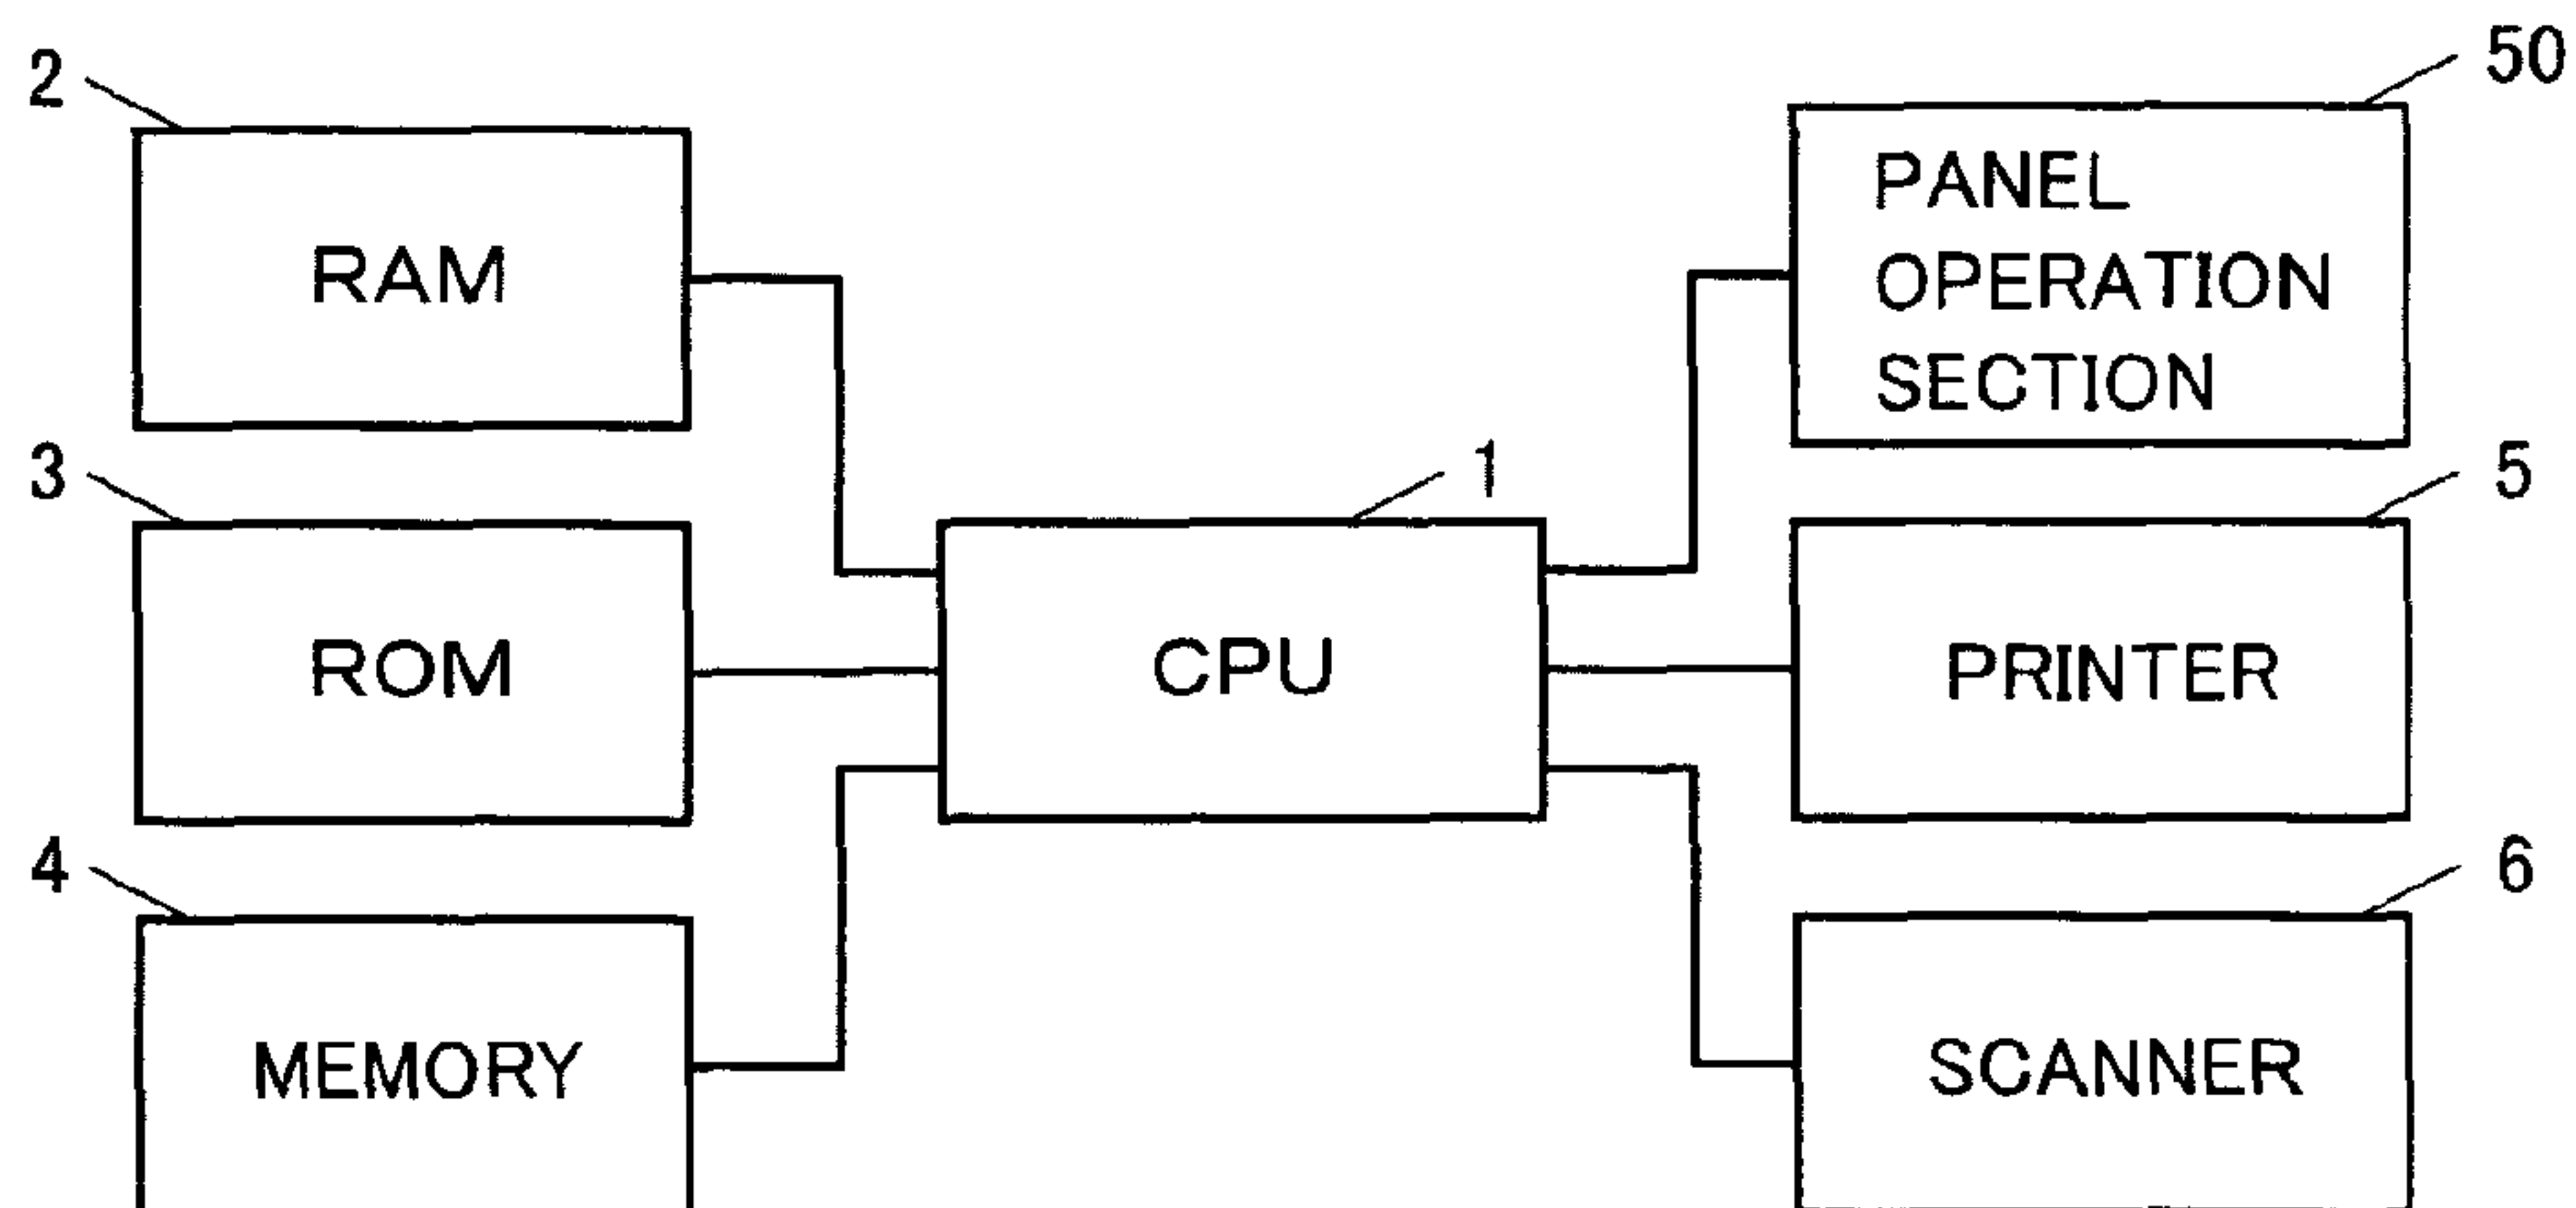 2
RAM
3
ROM
4
MEMORY
1
CPU
50
PANEL
OPERATION
SECTION
5
PRINTER
6
SCANNER